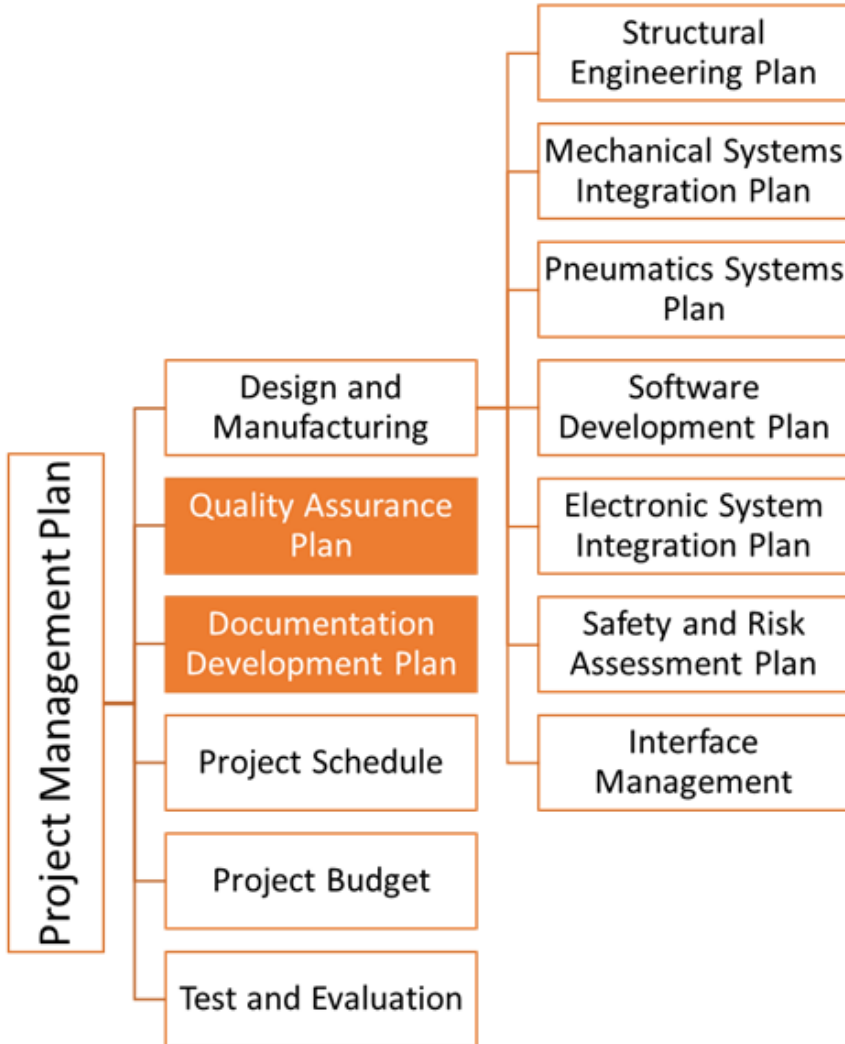 Project Management Plan
Design and
Manufacturing
Quality Assurance
Plan
Documentation
Development Plan
Project Schedule
Project Budget
Test and Evaluation
Structural
Engineering Plan
Mechanical Systems
Integration Plan
Pneumatics Systems
Plan
Software
Development Plan
Electronic System
Integration Plan
Safety and Risk
Assessment Plan
Interface
Management